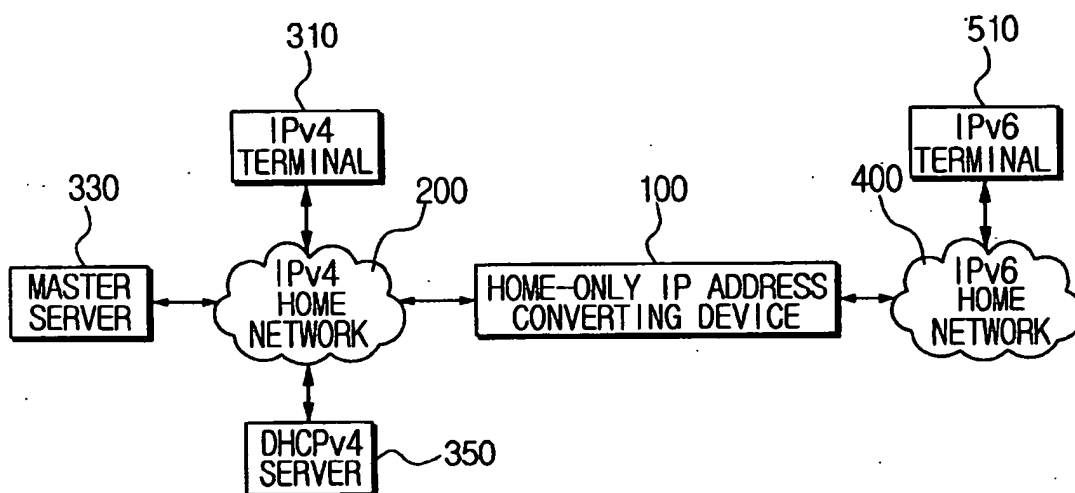 310
IPv4
TERMINAL
510
IPv6
TERMINAL
330
MASTER
SERVER
200
IPv4
HOME
NETWORK
100
HOME-ONLY IP ADDRESS
CONVERTING DEVICE
400
IPv6
HOME
NETWORK
DHCPv4
SERVER
350